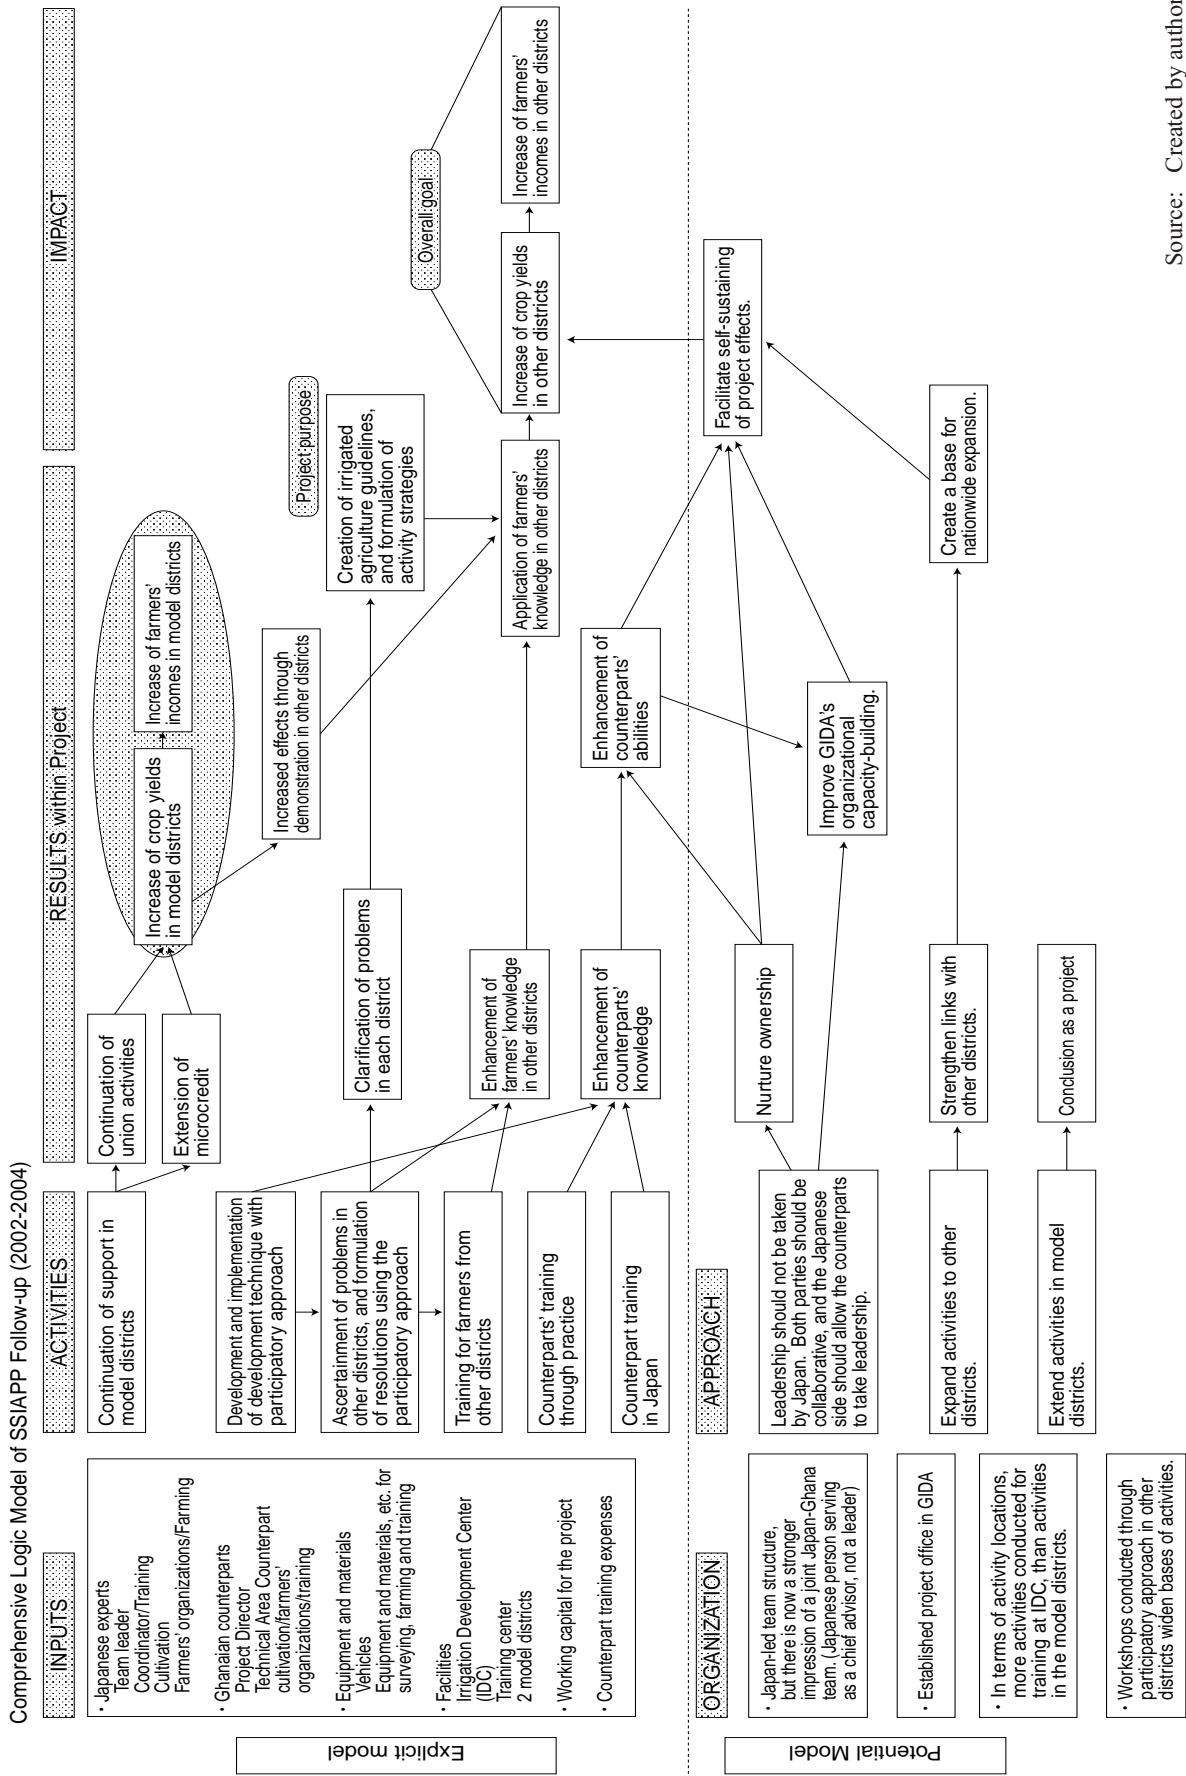 Comprehensive Logic Model of SSIAPP Follow-up (2002-2004)
INPUTS
ACTIVITIES
RESULTS within Project
IMPACT
Explicit model
・Japanese experts
Team leader
Coordinator/Training
Cultivation
Farmers' organizations/Farming
・Ghanaian counterparts
Project Director
Technical Area Counterpart
cultivation/farmers'
organizations/training
・Equipment and materials
Vehicles
Equipment and materials, etc. for
surveying, farming and training
・Facilities
Irrigation Development Center
(IDC)
Training center
2 model districts
・Working capital for the project
・Counterpart training expenses
Continuation of support in
model districts
Development and implementation
of development technique with
participatory approach
Ascertainment of problems in
other districts, and formulation
of resolutions using the
participatory approach
Training for farmers from
other districts
Counterparts' training
through practice
Counterpart training
in Japan
Continuation of
union activities
Extension of
microcredit
Clarification of problems
in each district
Enhancement of
farmers' knowledge
in other districts
Enhancement of
counterparts'
knowledge
Increase of crop yields
in model districts
Increase of farmers'
incomes in model districts
Increased effects through
demonstration in other districts
Project purpose
Creation of irrigated
agriculture guidelines,
and formulation of
activity strategies
Application of farmers'
knowledge in other districts
Enhancement of
counterparts'
abilities
Overall goal
Increase of crop yields
in other districts
Increase of farmers'
incomes in other districts
Potential Model
ORGANIZATION
APPROACH
・Japan-led team structure,
but there is now a stronger
impression of a joint Japan-Ghana
team. (Japanese person serving
as a chief advisor, not a leader)
・Established project office in GIDA
・In terms of activity locations,
more activities conducted for
training at IDC, than activities
in the model districts.
・Workshops conducted through
participatory approach in other
districts widen bases of activities.
Leadership should not be taken
by Japan. Both parties should be
collaborative, and the Japanese
side should allow the counterparts
to take leadership.
Expand activities to other
districts.
Extend activities in model
districts.
Nurture ownership
Strengthen links with
other districts.
Conclusion as a project
Improve GIDA's
organizational
capacity-building.
Create a base for
nationwide expansion.
Facilitate self-sustaining
of project effects.
Source: Created by author